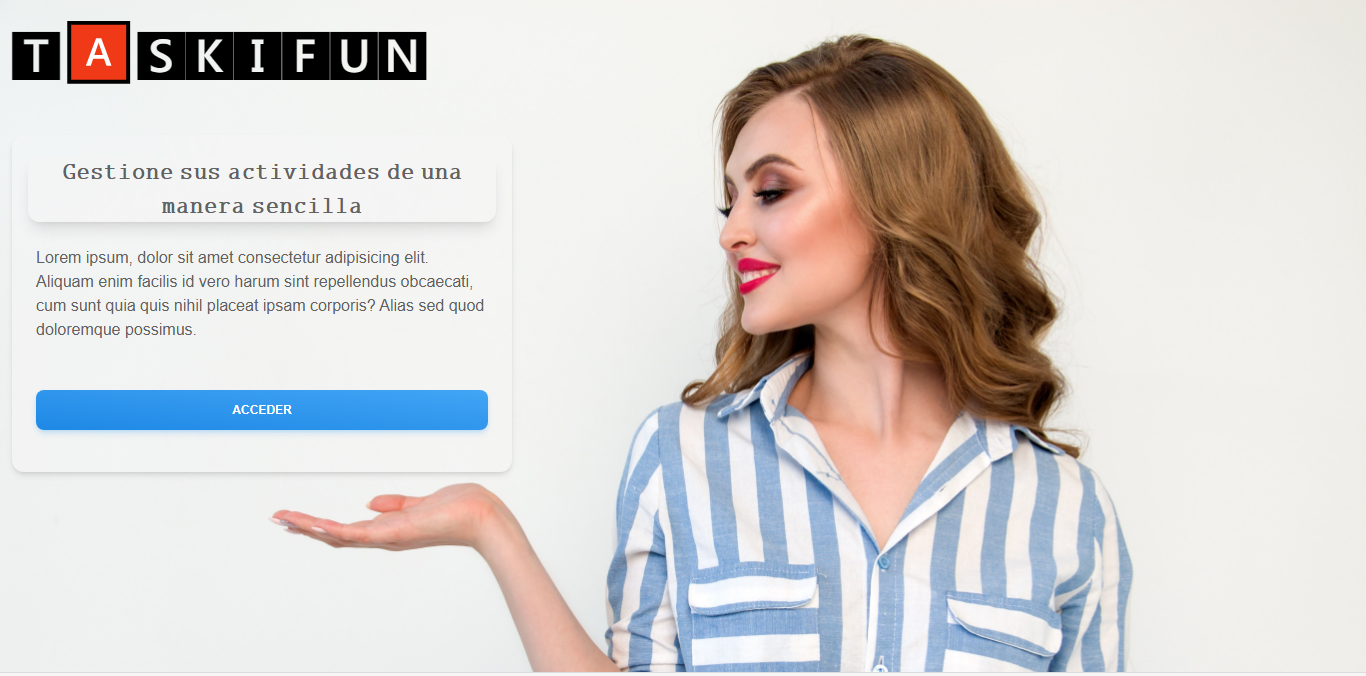 TASKIFUN
Gestione sus actividades de una
manera sencilla
Lorem ipsum, dolor sit amet consectetur adipisicing elit.
Aliquam enim facilis id vero harum sint repellendus obcaecati,
cum sunt quia quis nihil placeat ipsam corporis? Alias sed quod
doloremque possimus.
ACCEDER